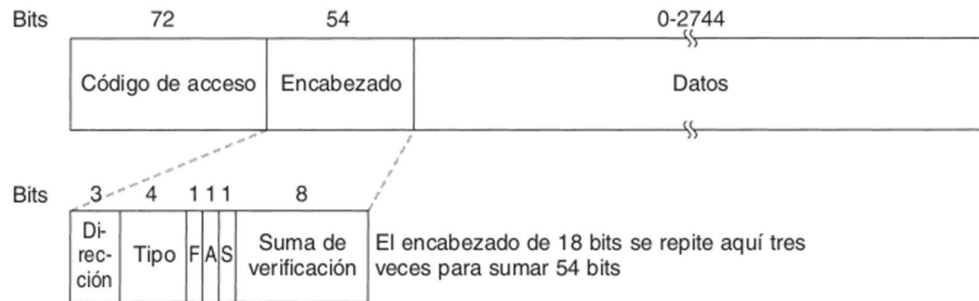 Bits 72 54 0-2744
Código de acceso Encabezado Datos
Bits 3 4 1 1 1 8
Di-
rec-
ción
Tipo F A S
Suma de
verificación
El encabezado de 18 bits se repite aquí tres
veces para sumar 54 bits